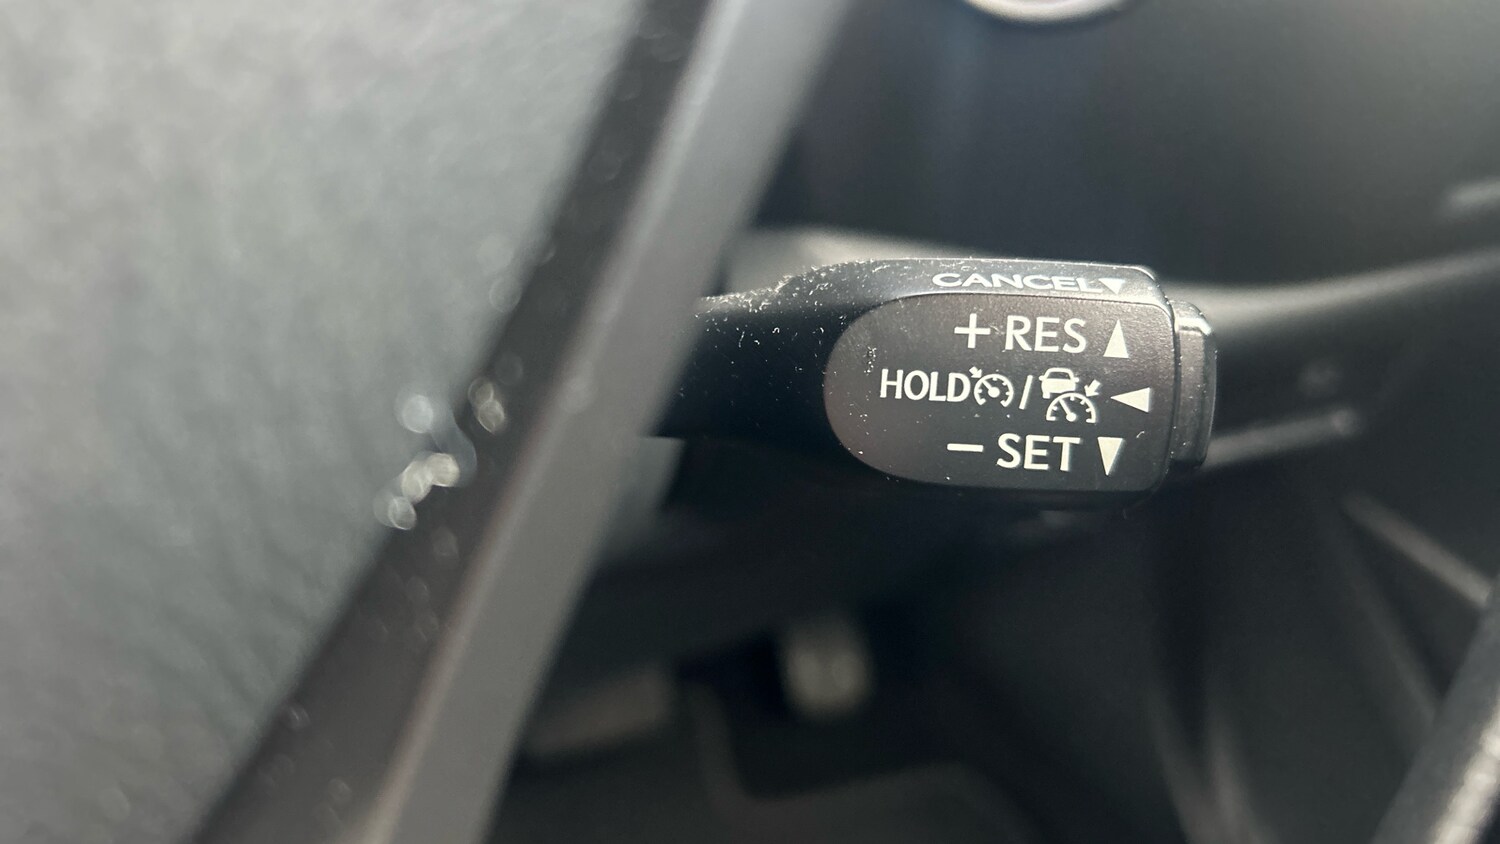 CANCEL▼
+ RES ▲
HOLD / ◀
− SET ▼